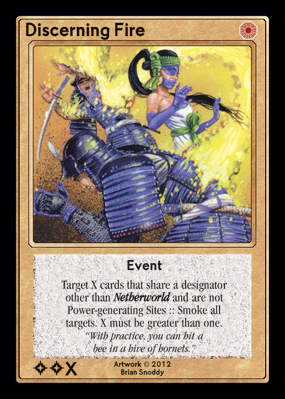 Discerning Fire
Event
Target X cards that share a designator
other than Netherworld and are not
Power-generating Sites :: Smoke all
targets. X must be greater than one.
"With practice, you can hit a
bee in a hive of hornets."
X
Artwork © 2012
Brian Snoddy